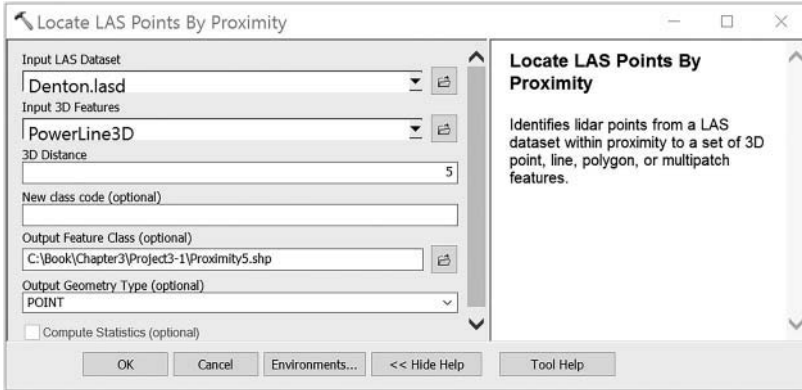 Locate LAS Points By Proximity
Input LAS Dataset
Denton.lasd
Input 3D Features
PowerLine3D
3D Distance
5
New class code (optional)
Output Feature Class (optional)
C:\Book\Chapter3\Project3-1\Proximity5.shp
Output Geometry Type (optional)
POINT
Compute Statistics (optional)
Locate LAS Points By
Proximity
Identifies lidar points from a LAS
dataset within proximity to a set of 3D
point, line, polygon, or multipatch
features.
OK
Cancel
Environments...
<< Hide Help
Tool Help